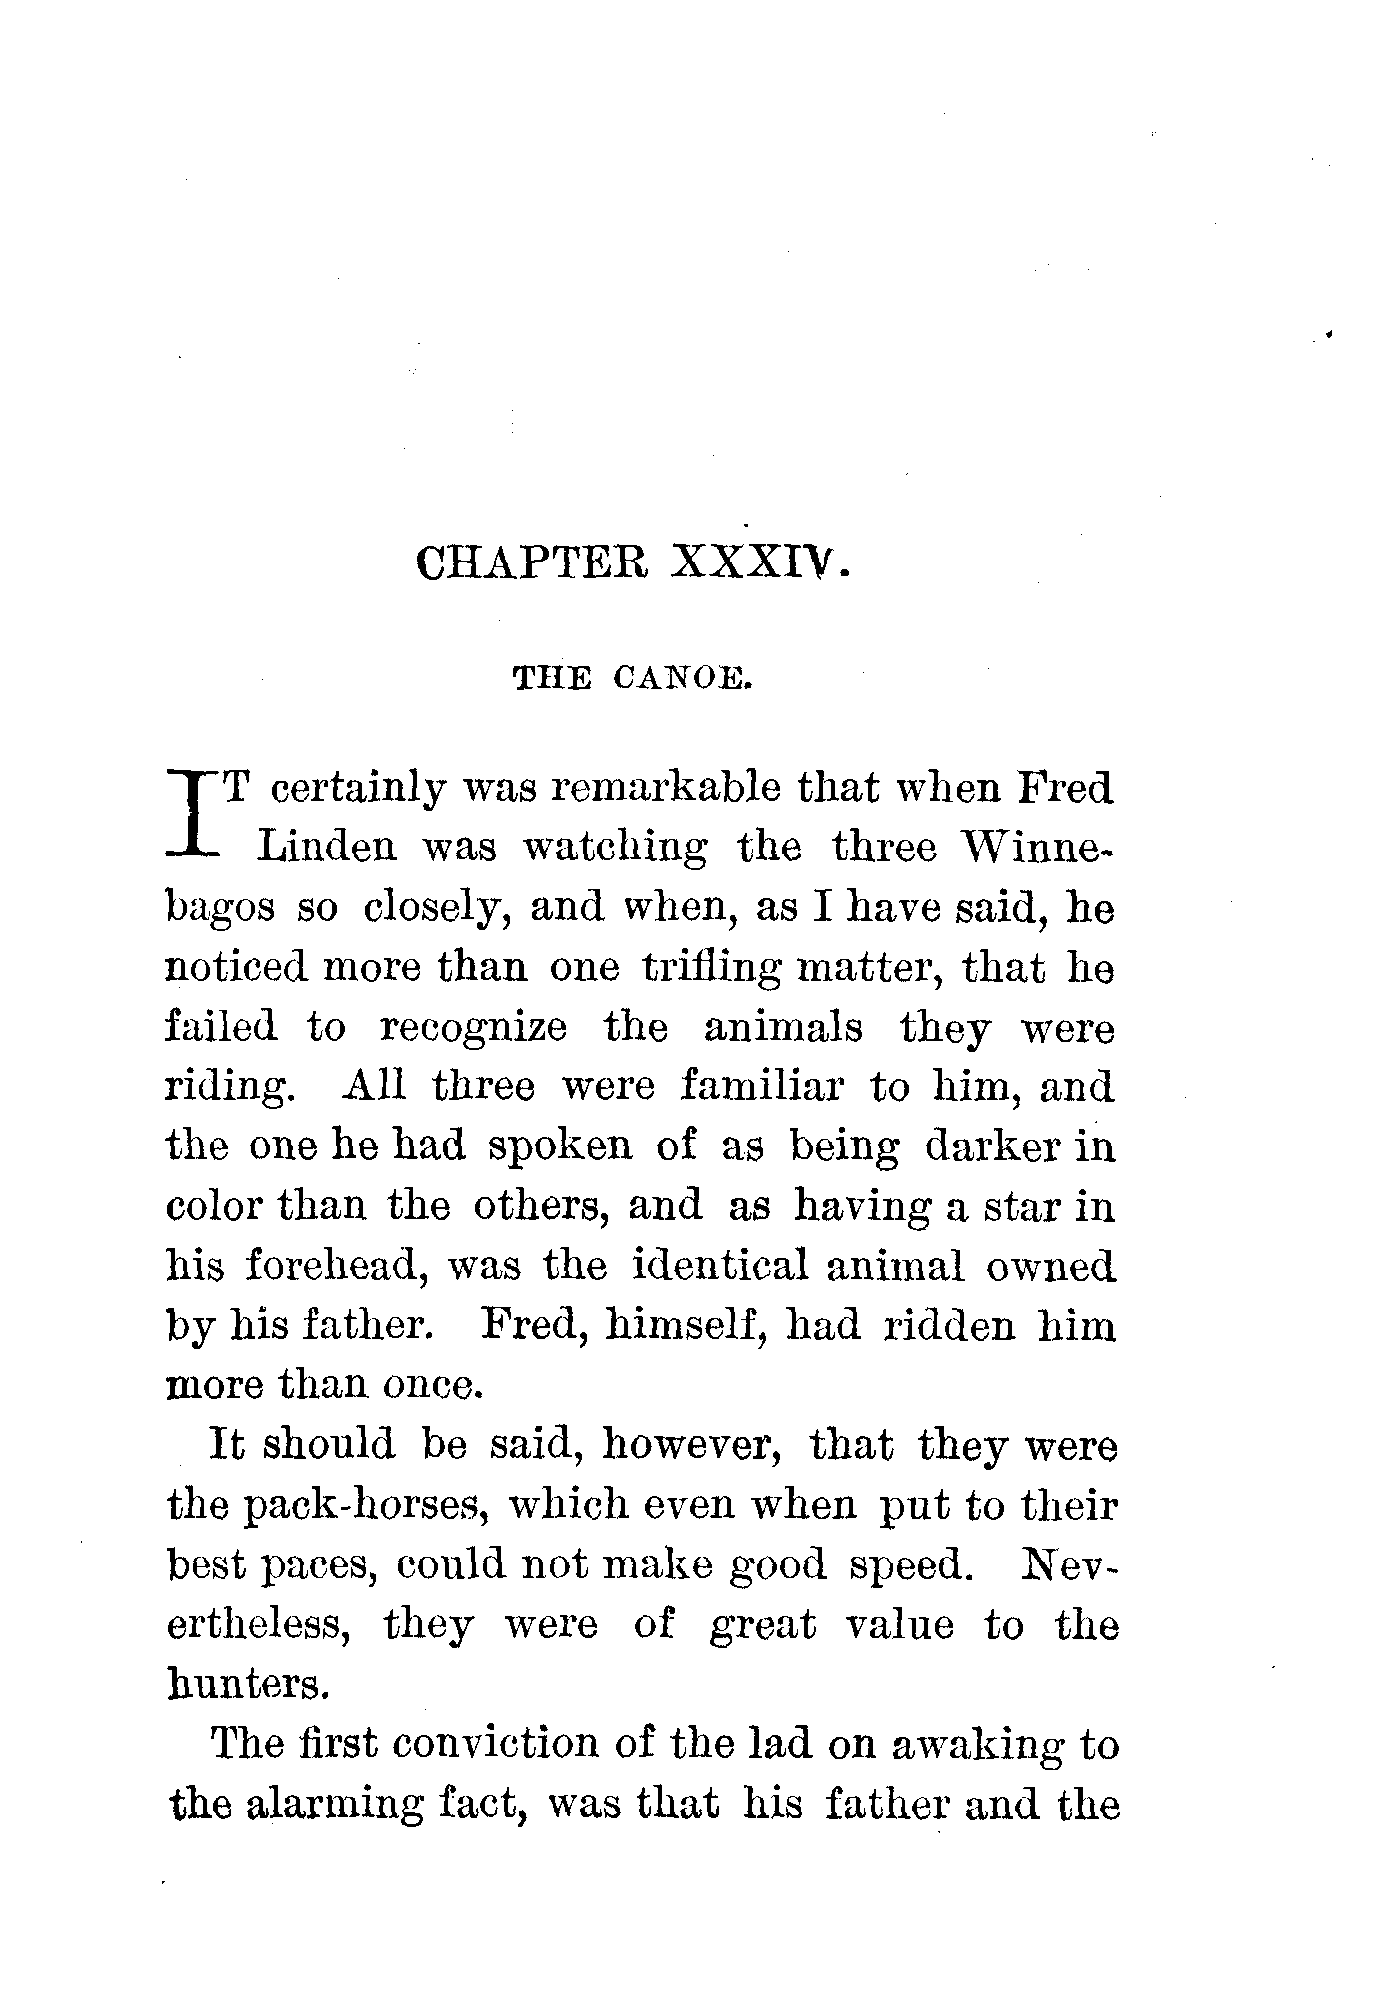 CHAPTER XXXIV.
THE CANOE.
IT certainly was remarkable that when Fred
Linden was watching the three Winne-
bagos so closely, and when, as I have said, he
noticed more than one trifling matter, that he
failed to recognize the animals they were
riding. All three were familiar to him, and
the one he had spoken of as being darker in
color than the others, and as having a star in
his forehead, was the identical animal owned
by his father. Fred, himself, had ridden him
more than once.
It should be said, however, that they were
the pack-horses, which even when put to their
best paces, could not make good speed. Nev-
ertheless, they were of great value to the
hunters.
The first conviction of the lad on awaking to
the alarming fact, was that his father and the